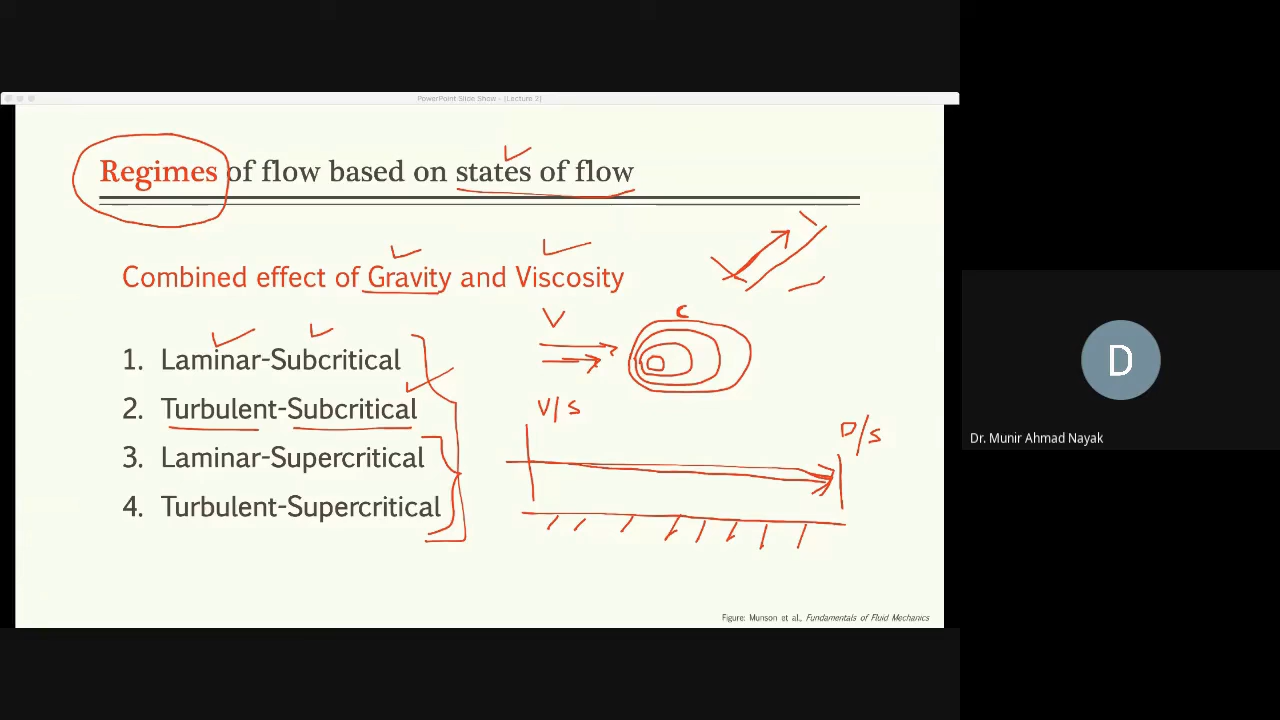 PowerPoint Slide Show - [Lecture 2]
Regimes of flow based on states of flow
Combined effect of Gravity and Viscosity
1. Laminar-Subcritical
2. Turbulent-Subcritical
3. Laminar-Supercritical
4. Turbulent-Supercritical
V
c
V/S
D/S
Figure: Munson et al., Fundamentals of Fluid Mechanics
D
Dr. Munir Ahmad Nayak